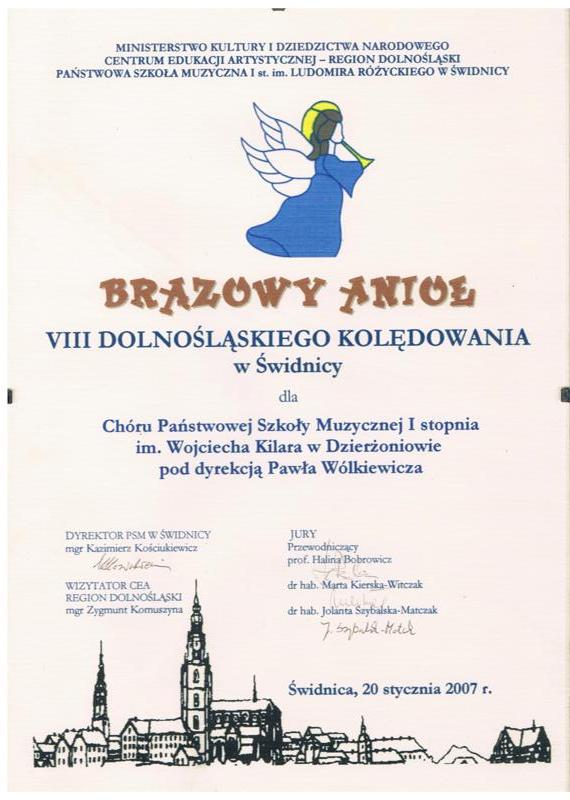 MINISTERSTWO KULTURY I DZIEDZICTWA NARODOWEGO
CENTRUM EDUKACJI ARTYSTYCZNEJ – REGION DOLNOŚLĄSKI
PAŃSTWOWA SZKOŁA MUZYCZNA I st. im. LUDOMIRA RÓŻYCKIEGO W ŚWIDNICY
BRĄZOWY ANIOŁ
VIII DOLNOŚLĄSKIEGO KOLĘDOWANIA
w Świdnicy
dla
Chóru Państwowej Szkoły Muzycznej I stopnia
im. Wojciecha Kilara w Dzierżoniowie
pod dyrekcją Pawła Wólkiewicza
DYREKTOR PSM W ŚWIDNICY
mgr Kazimierz Kościukiewicz
WIZYTATOR CEA
REGION DOLNOŚLĄSKI
mgr Zygmunt Komuszyna
JURY
Przewodniczący
prof. Halina Bobrowicz
dr hab. Marta Kierska-Witczak
dr hab. Jolanta Szybalska-Matczak
J. Szybalska-Matczak
Świdnica, 20 stycznia 2007 r.